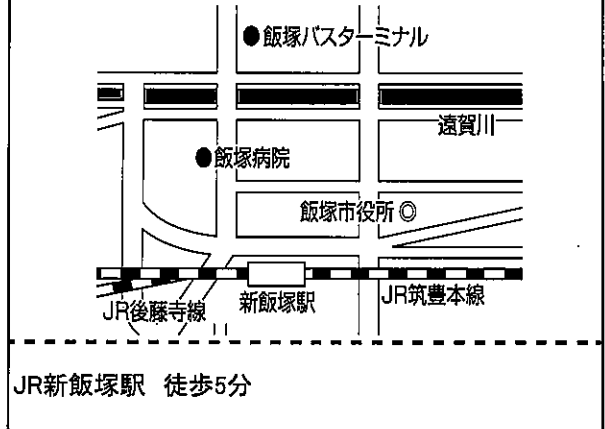 ●飯塚バスターミナル
遠賀川
●飯塚病院
飯塚市役所◎
JR後藤寺線
新飯塚駅
JR筑豊本線
JR新飯塚駅 徒歩5分